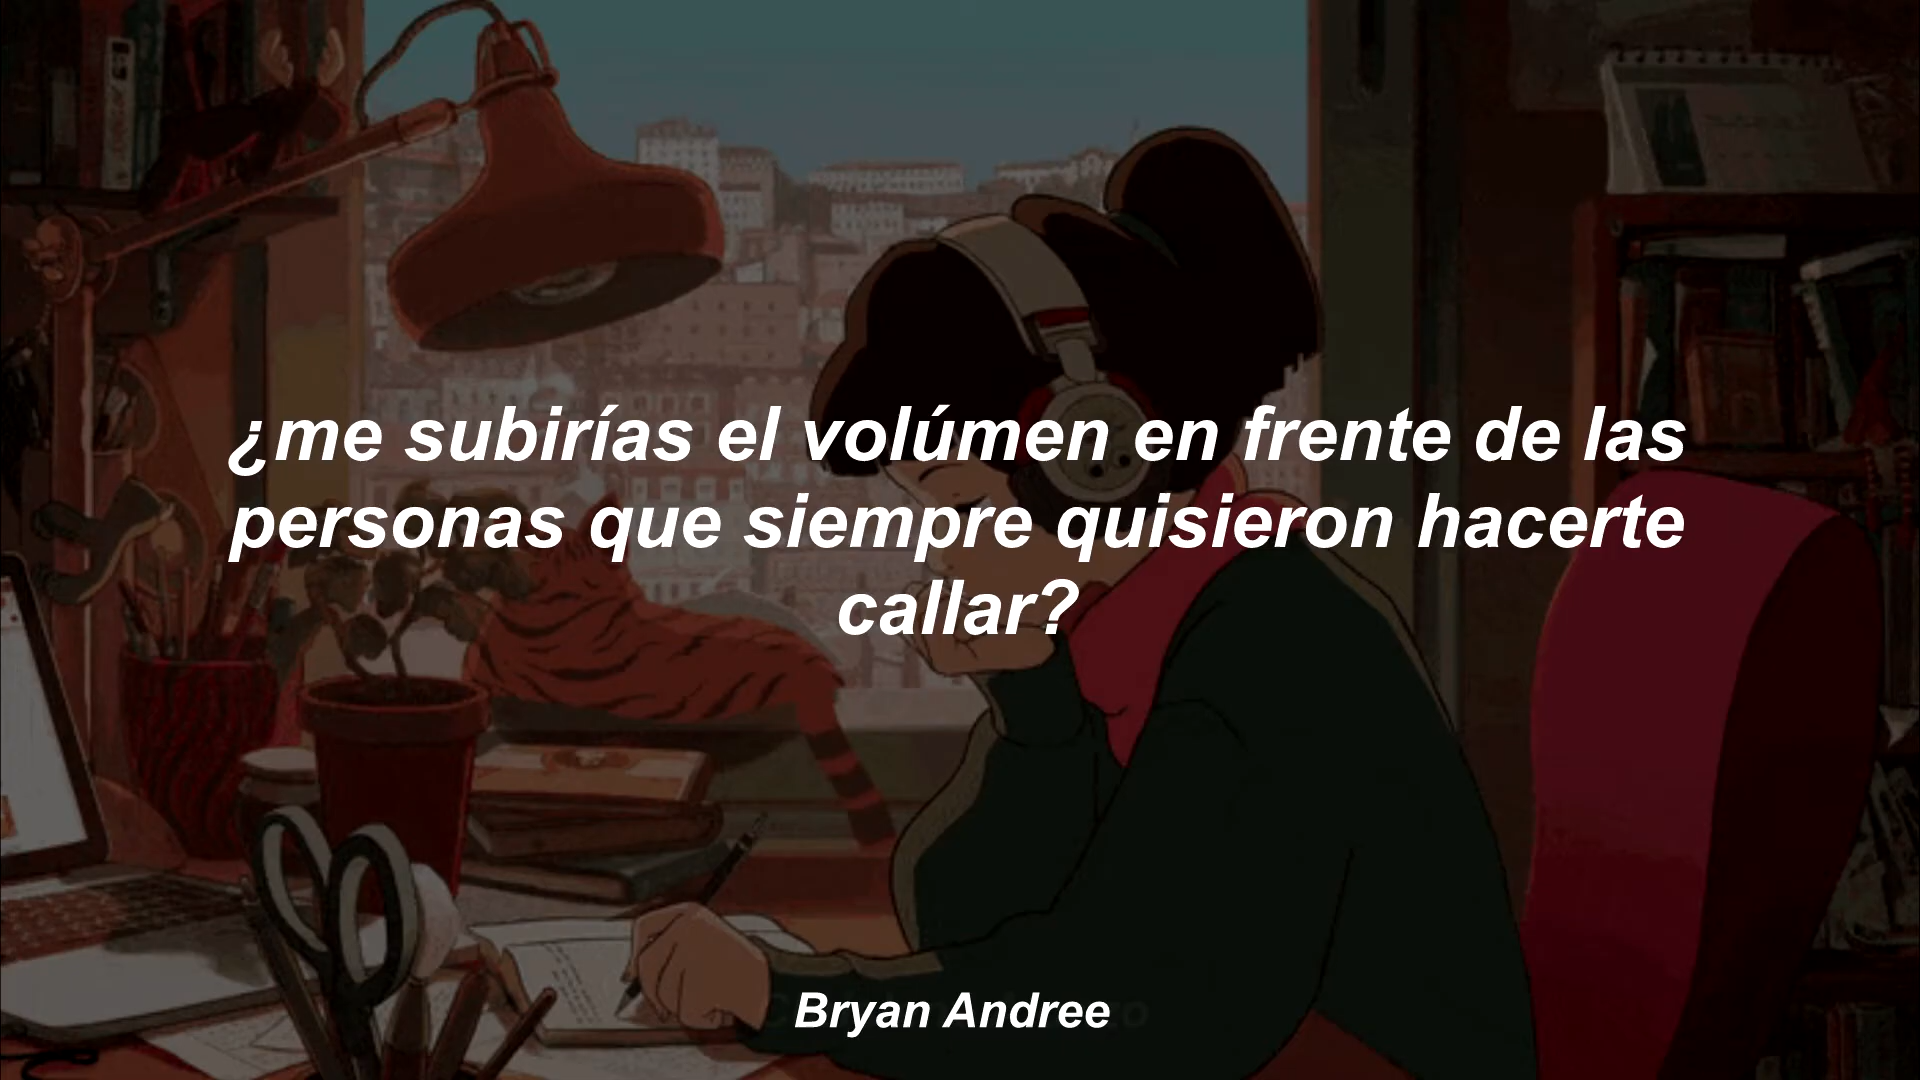 ¿me subirías el volúmen en frente de las
personas que siempre quisieron hacerte
callar?
Bryan Andree